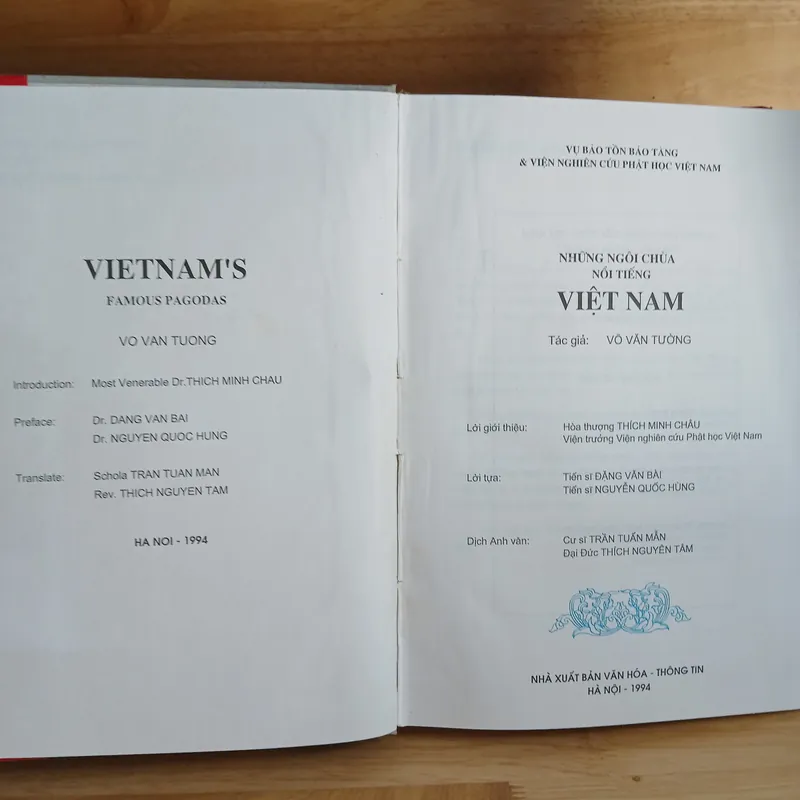 VIETNAM'S
FAMOUS PAGODAS
VO VAN TUONG
Introduction: Most Venerable Dr.THICH MINH CHAU
Preface: Dr. DANG VAN BAI
Dr. NGUYEN QUOC HUNG
Translate: Schola TRAN TUAN MAN
Rev. THICH NGUYEN TAM
HA NOI - 1994
VỤ BẢO TỒN BẢO TÀNG
& VIỆN NGHIÊN CỨU PHẬT HỌC VIỆT NAM
NHỮNG NGÔI CHÙA
NỔI TIẾNG
VIỆT NAM
Tác giả: VÕ VĂN TƯỜNG
Lời giới thiệu: Hòa thượng THÍCH MINH CHÂU
Viện trưởng Viện nghiên cứu Phật học Việt Nam
Lời tựa: Tiến sĩ ĐẶNG VĂN BÀI
Tiến sĩ NGUYỄN QUỐC HÙNG
Dịch Anh văn: Cư sĩ TRẦN TUẤN MẪN
Đại Đức THÍCH NGUYÊN TÂM
NHÀ XUẤT BẢN VĂN HÓA - THÔNG TIN
HÀ NỘI - 1994